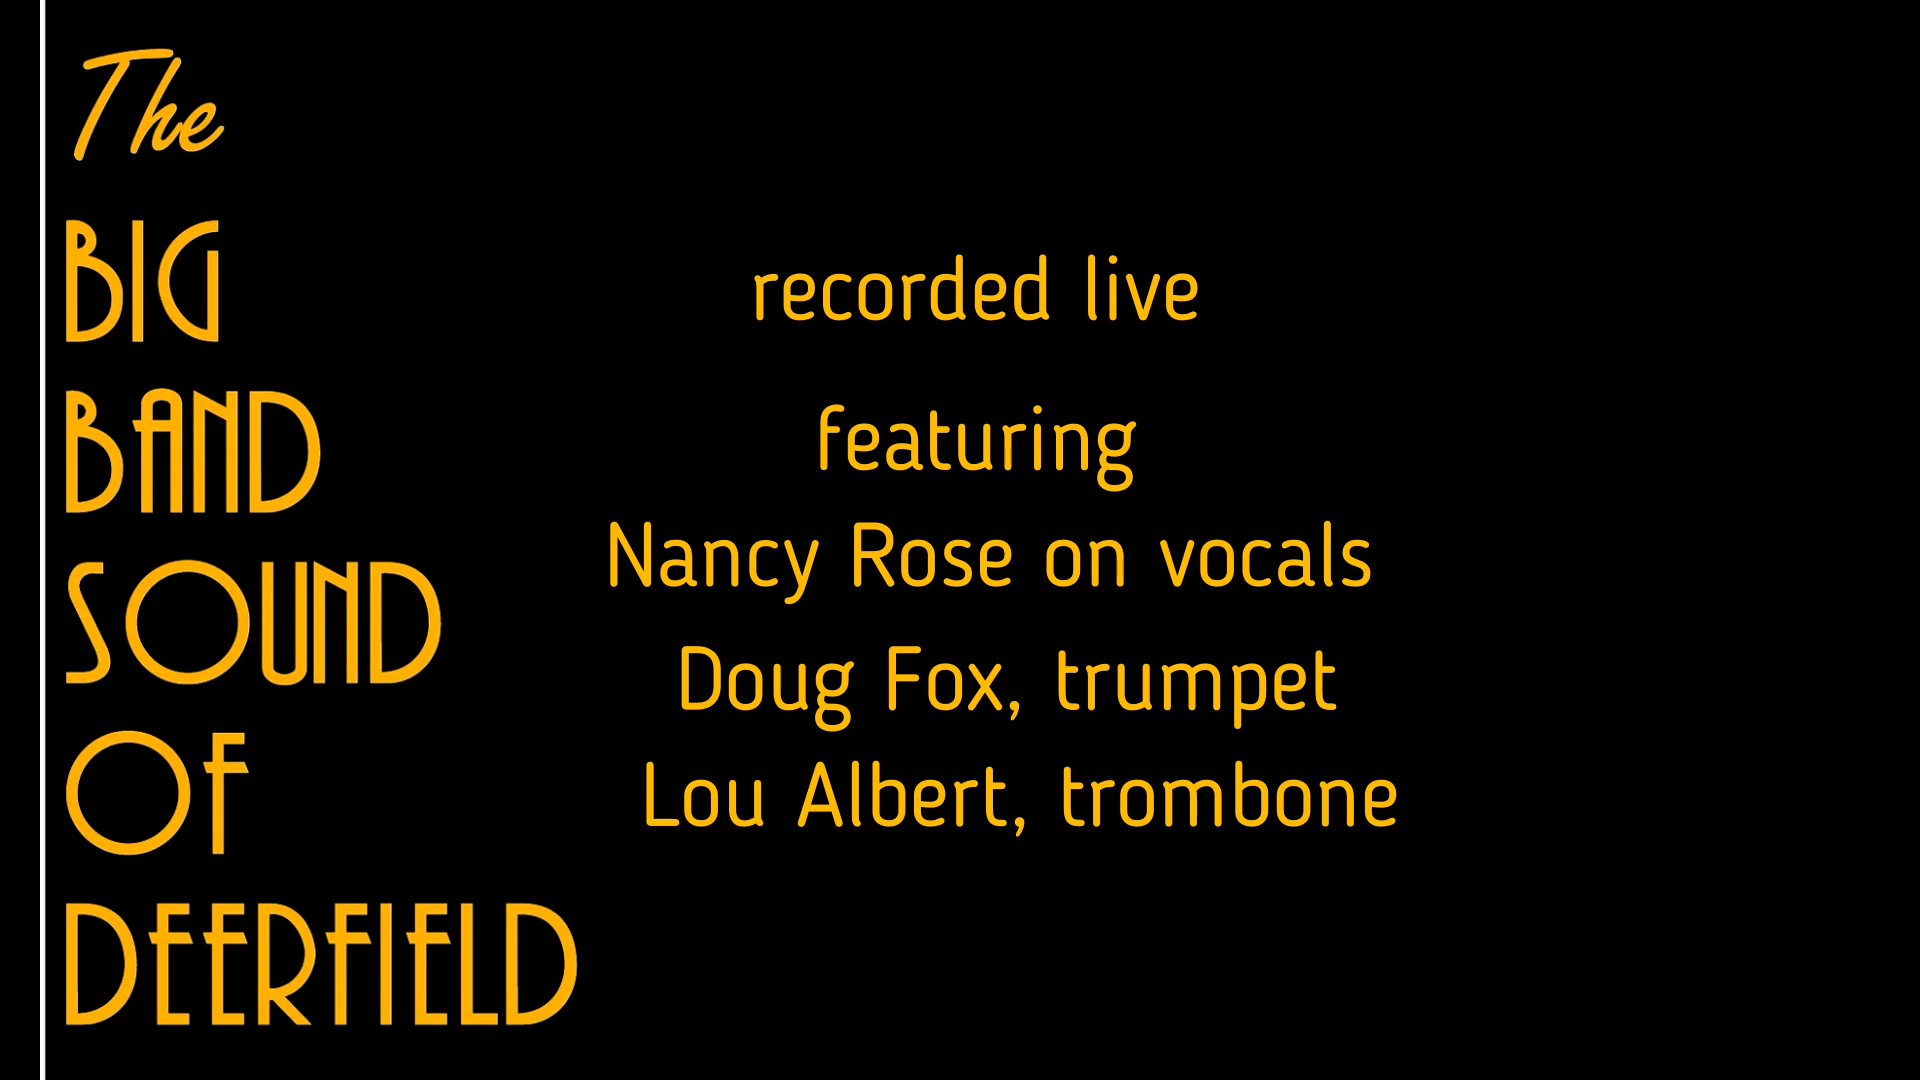 The
BIG
BAND
SOUND
OF
DEERFIELD
recorded live
featuring
Nancy Rose on vocals
Doug Fox, trumpet
Lou Albert, trombone